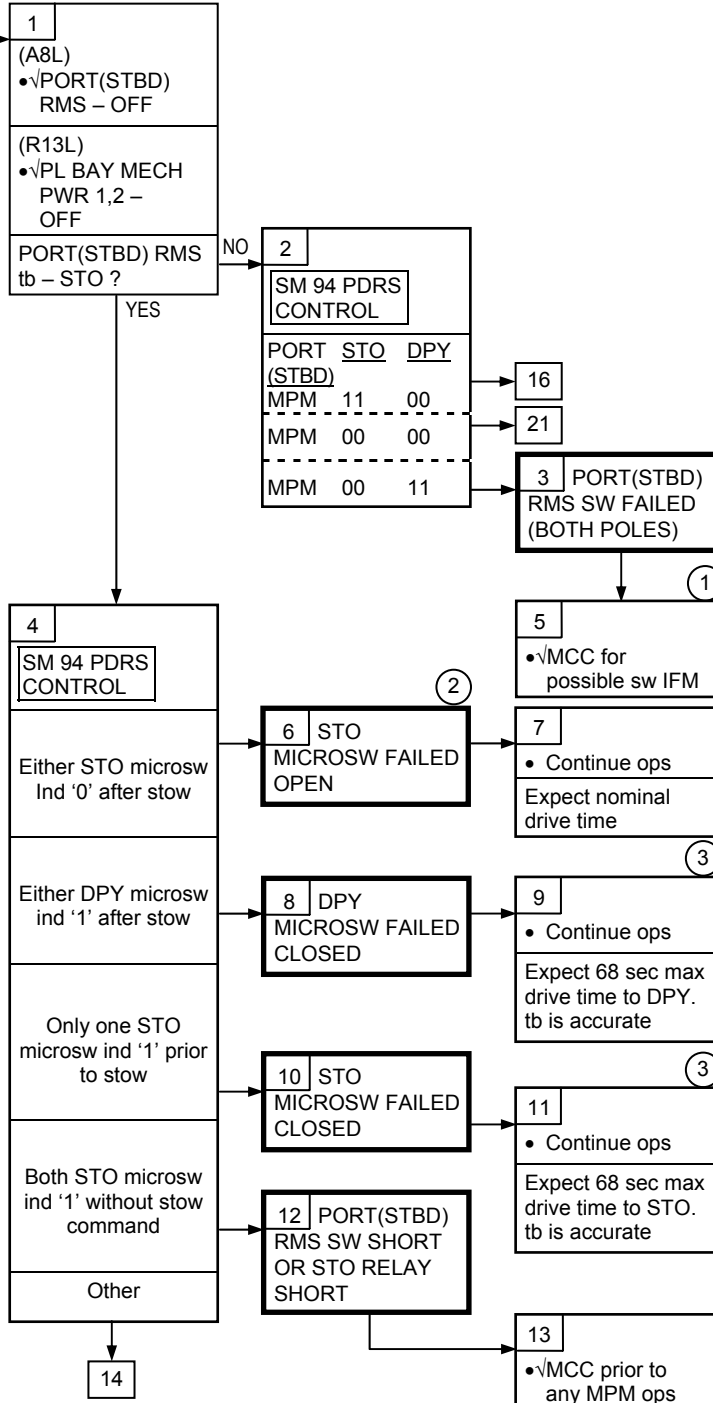 1
(A8L)
•√PORT(STBD)
RMS – OFF
(R13L)
•√PL BAY MECH
PWR 1,2 –
OFF
PORT(STBD) RMS
tb – STO ?
NO
YES
2
SM 94 PDRS
CONTROL
PORT STO DPY
(STBD)
MPM 11 00
MPM 00 00
MPM 00 11
16
21
3 PORT(STBD)
RMS SW FAILED
(BOTH POLES)
1
5
•√MCC for
possible sw IFM
4
SM 94 PDRS
CONTROL
Either STO microsw
Ind ‘0’ after stow
2
6 STO
MICROSW FAILED
OPEN
7
• Continue ops
Expect nominal
drive time
Either DPY microsw
ind ‘1’ after stow
8 DPY
MICROSW FAILED
CLOSED
3
9
• Continue ops
Expect 68 sec max
drive time to DPY.
tb is accurate
Only one STO
microsw ind ‘1’ prior
to stow
10 STO
MICROSW FAILED
CLOSED
3
11
• Continue ops
Expect 68 sec max
drive time to STO.
tb is accurate
Both STO microsw
ind ‘1’ without stow
command
12 PORT(STBD)
RMS SW SHORT
OR STO RELAY
SHORT
13
•√MCC prior to
any MPM ops
Other
14